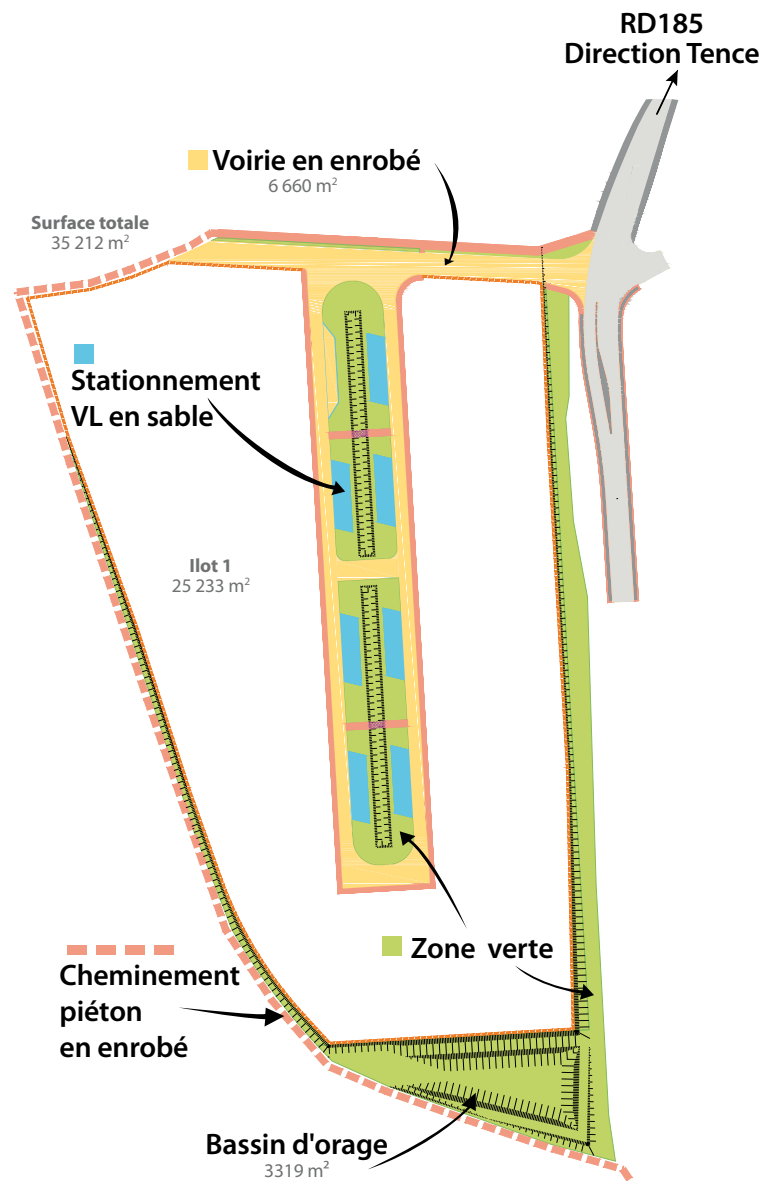 RD185
Direction Tence
Voirie en enrobé
6 660 m²
Surface totale
35 212 m²
Stationnement
VL en sable
Ilot 1
25 233 m²
Zone verte
Cheminement
piéton
en enrobé
Bassin d'orage
3319 m²